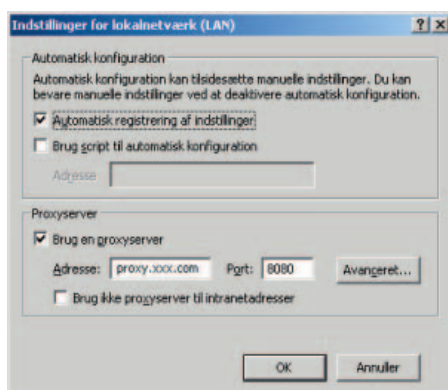 Indstillinger for lokalnetværk (LAN)
Automatisk konfiguration
Automatisk konfiguration kan tilsidesætte manuelle indstillinger. Du kan
bevare manuelle indstillinger ved at deaktivere automatisk konfiguration.
Automatisk registrering af indstillinger
Brug script til automatisk konfiguration
Adresse
Proxyserver
Brug en proxyserver
Adresse: proxy.xxx.com Port: 8080 Avanceret...
Brug ikke proxyserver til intranetadresser
OK Annuller